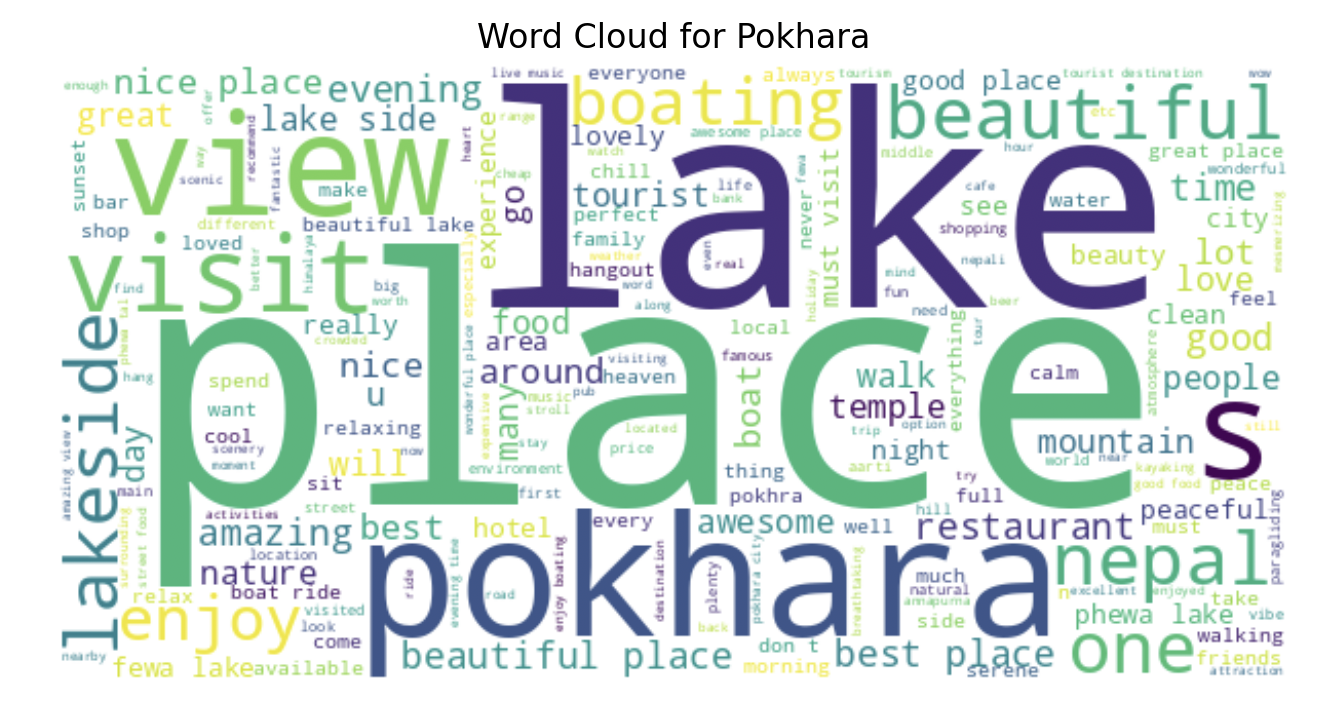 Word Cloud for Pokhara
enough
nice place
evening
live music
everyone
always
tourism
good place
tourist destination
wow
great
offer
lake side
boating
beautiful
etc
view
lake
range
lovely
awesome place
middle
hour
great place
sunset
way
recommend
heart
experience
watch
chill
cheap
scenic
fantastic
make
go
tourist
life
bank
never
fewa
must visit
cafe
see
water
time
wonderful
bar
shop
different
beautiful lake
perfect
shopping
city
mesmerizing
loved
family
even
real
nepali
beauty
lot
visit
better
himalaya
especially
weather
hangout
holiday
mind
fun
love
find
big
worth
word
along
need
beer
feel
lakeside
phewa tal
really
crowded
food
local
everything
tour
clean
place
area
famous
good
hang
nice
u
wonderful place
around
visiting
heaven
boat
walk
calm
atmosphere
people
spend
want
many
expensive
music
stroll
pub
temple
s
cool
scenery
moment
relaxing
now
stay
located
price
trip
option
night
mountain
still
day
will
environment
aarti
world
near
amazing view
main
sit
first
thing
pokhra
try
full
kayaking
good food
peace
activities
street
hill
peaceful
surrounding
street food
amazing
best
hotel
every
awesome
well
restaurant
must
paragliding
location
pokhara
nepal
nature
relax
boat ride
ride
evening time
road
enjoy boating
destination
plenty
pokhara city
breathtaking
much
natural
annapurna
n
excellent
enjoyed
take
enjoy
visited
look
back
side
phewa lake
vibe
come
don t
one
walking
nearby
fewa lake
available
beautiful place
morning
best place
serene
friends
attraction